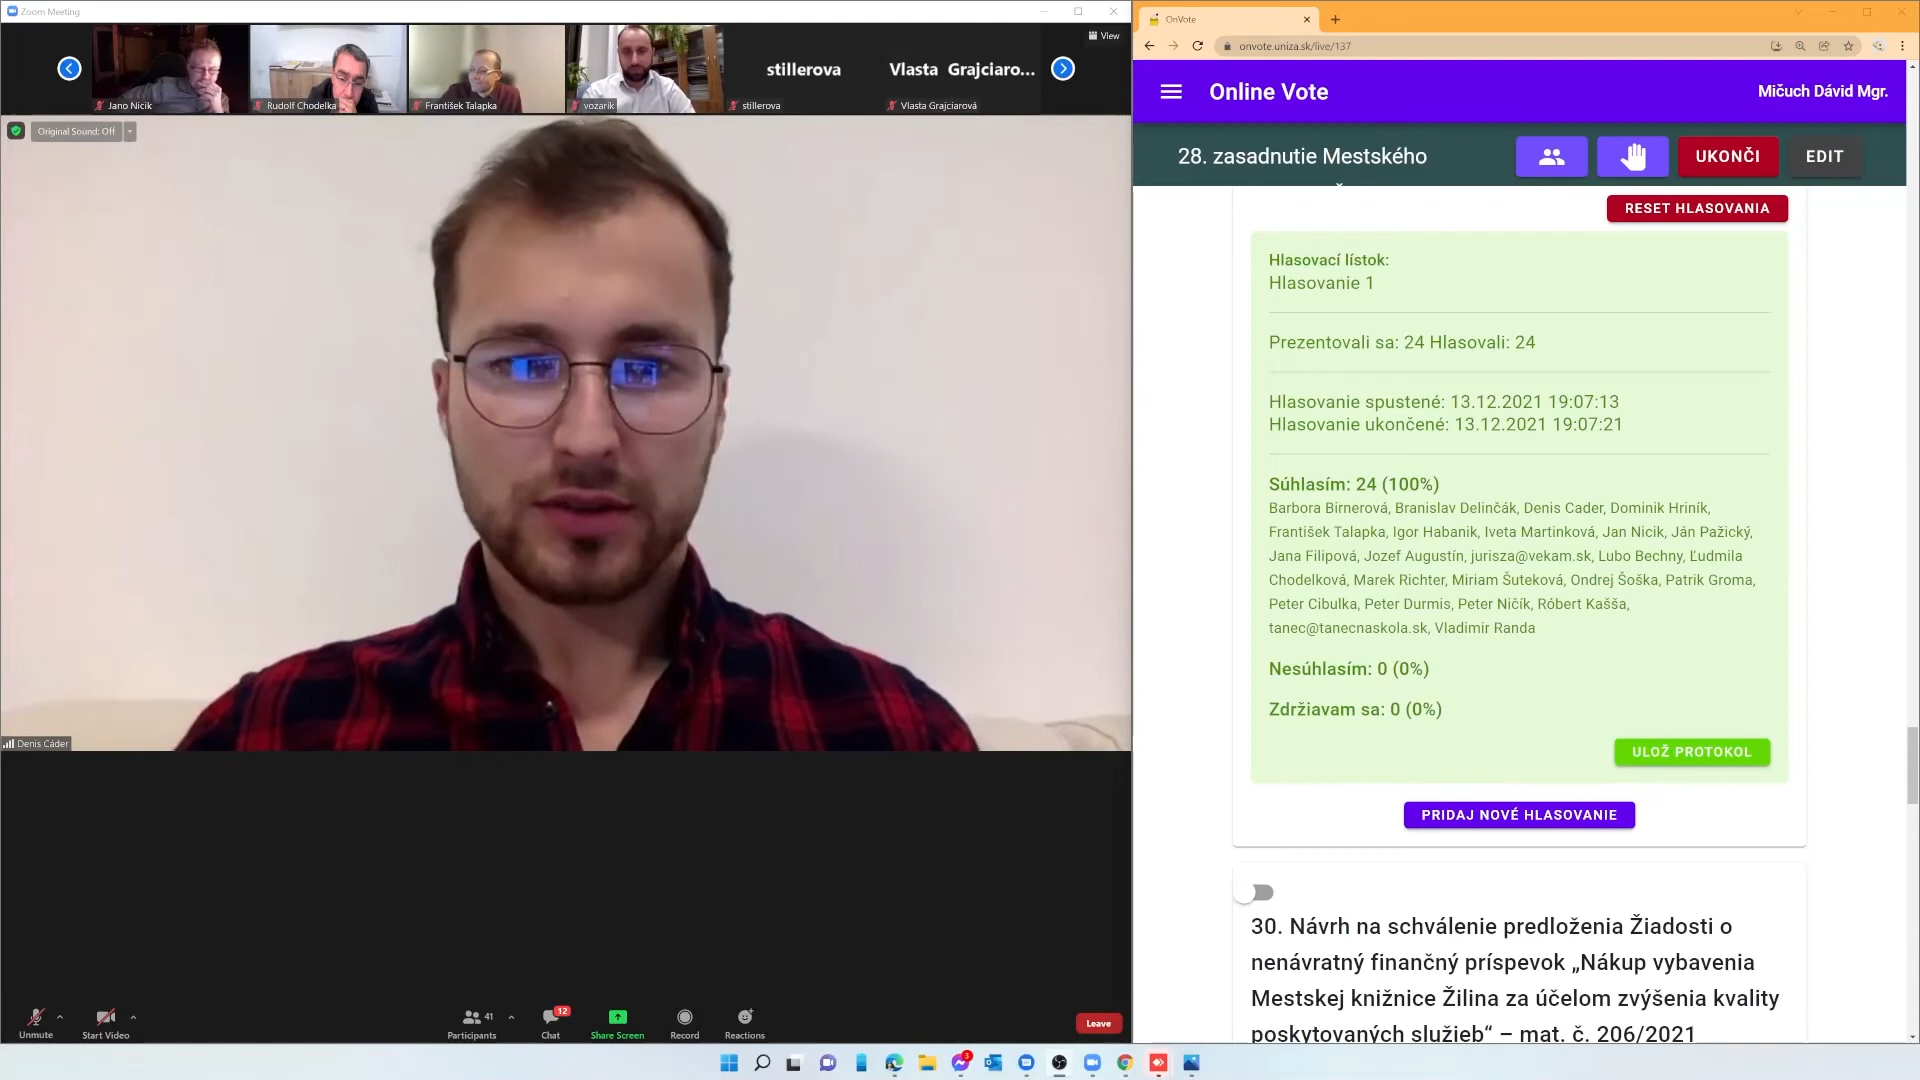 Zoom Meeting
View
Jano Nicik
Rudolf Chodelka
František Talapka
vozarik
stillerova
stillerova
Vlasta Grajciaro...
Vlasta Grajciarová
Original Sound: Off
Denis Cáder
Unmute
Start Video
41
Participants
12
Chat
Share Screen
Record
Reactions
Leave
OnVote
onvote.uniza.sk/live/137
Online Vote
Mičuch Dávid Mgr.
28. zasadnutie Mestského
UKONČI
EDIT
RESET HLASOVANIA
Hlasovací lístok:
Hlasovanie 1
Prezentovali sa: 24 Hlasovali: 24
Hlasovanie spustené: 13.12.2021 19:07:13
Hlasovanie ukončené: 13.12.2021 19:07:21
Súhlasím: 24 (100%)
Barbora Birnerová, Branislav Delinčák, Denis Cader, Dominik Hriník,
František Talapka, Igor Habanik, Iveta Martinková, Jan Nicik, Ján Pažický,
Jana Filipová, Jozef Augustín, jurisza@vekam.sk, Lubo Bechny, Ľudmila
Chodelková, Marek Richter, Miriam Šuteková, Ondrej Šoška, Patrik Groma,
Peter Cibulka, Peter Durmis, Peter Ničík, Róbert Kašša,
tanec@tanecnaskola.sk, Vladimir Randa
Nesúhlasím: 0 (0%)
Zdržiavam sa: 0 (0%)
ULOŽ PROTOKOL
PRIDAJ NOVÉ HLASOVANIE
30. Návrh na schválenie predloženia Žiadosti o
nenávratný finančný príspevok „Nákup vybavenia
Mestskej knižnice Žilina za účelom zvýšenia kvality
poskytovaných služieb“ – mat. č. 206/2021
3